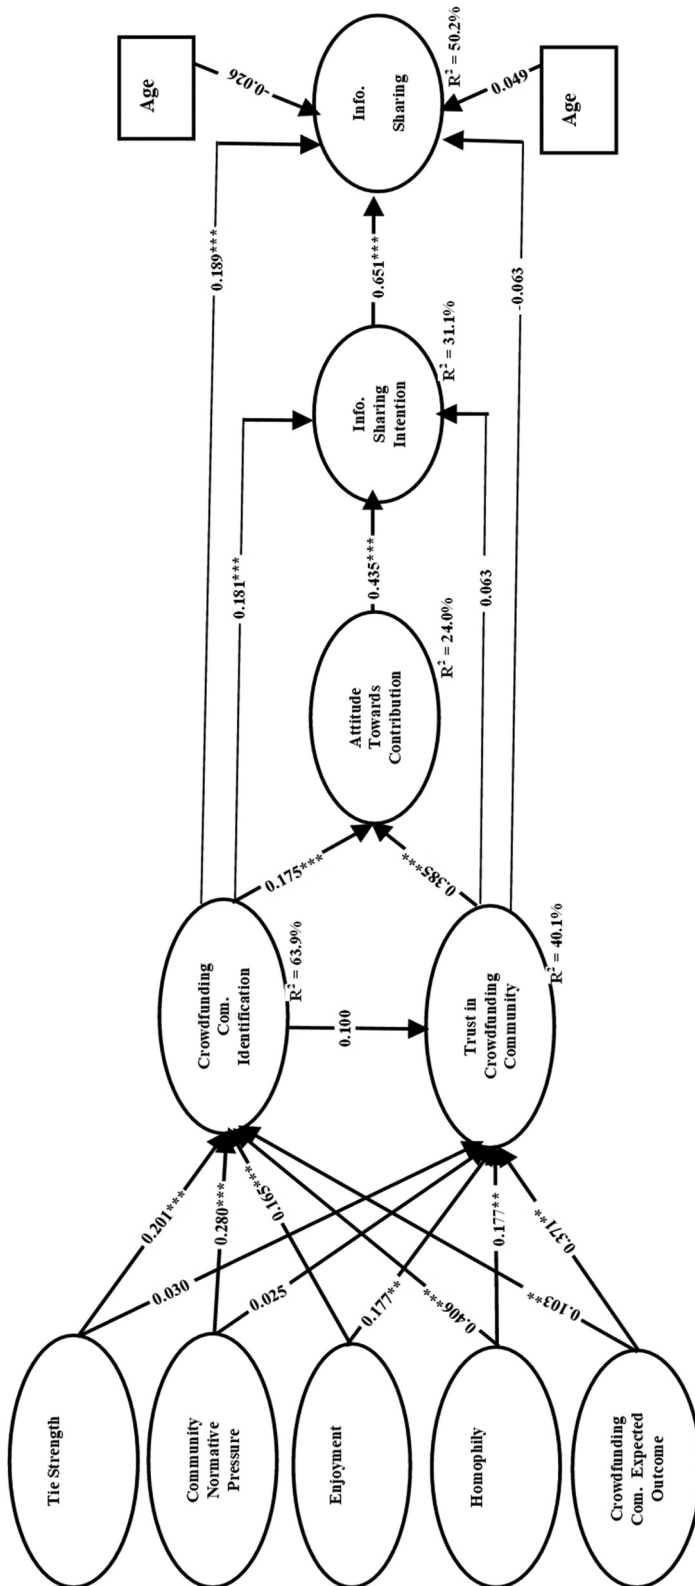 Tie Strength
Community
Normative
Pressure
Enjoyment
Homophily
Crowdfunding
Com. Expected
Outcome
0.201***
0.030
0.280***
0.025
0.165***
0.177**
0.406***
0.177**
0.103**
0.371**
Crowdfunding
Com.
Identification
R² = 63.9%
0.100
Trust in
Crowdfunding
Community
R² = 40.1%
0.175***
0.385***
Attitude
Towards
Contribution
R² = 24.0%
0.181***
0.435***
0.063
Info.
Sharing
Intention
R² = 31.1%
0.189***
0.651***
-0.063
Age
-0.026
Info.
Sharing
R² = 50.2%
0.049
Age